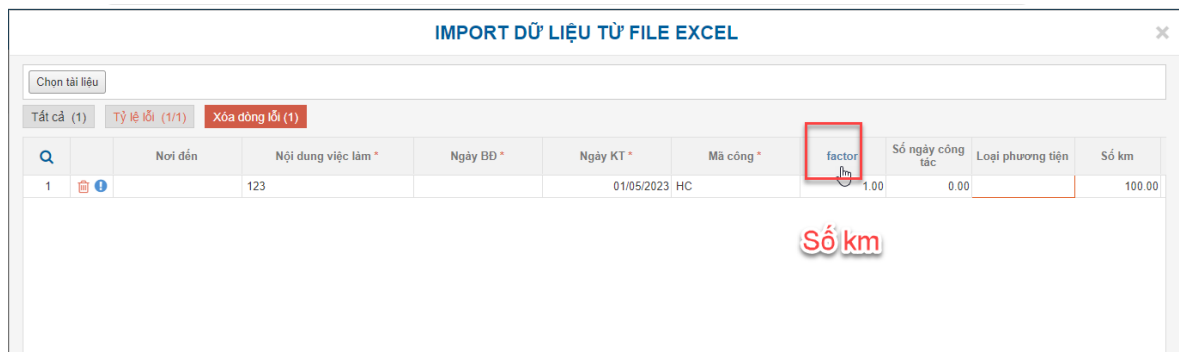 IMPORT DỮ LIỆU TỪ FILE EXCEL
Chọn tài liệu
Tất cả (1) Tỷ lệ lỗi (1/1) Xóa dòng lỗi (1)
Nơi đến Nội dung việc làm * Ngày BĐ * Ngày KT * Mã công * factor Số ngày công tác Loại phương tiện Số km
1 123 01/05/2023 HC 1.00 0.00 100.00
Số km